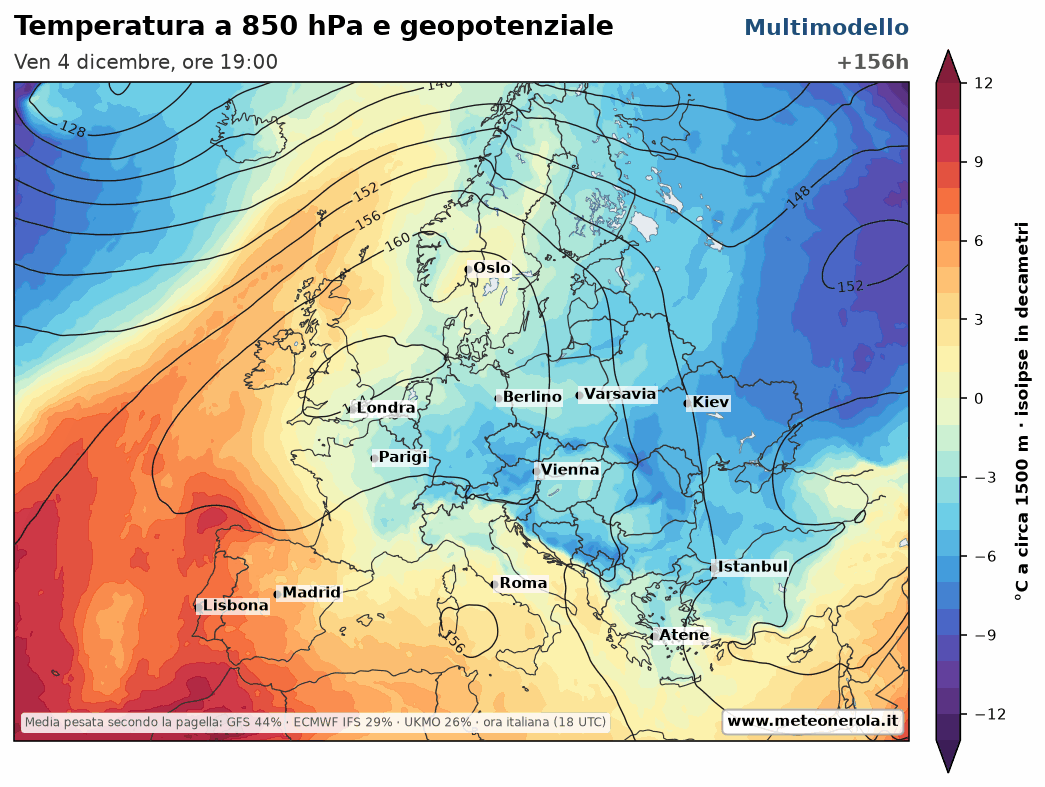 Temperatura a 850 hPa e geopotenziale
Multimodello
Ven 4 dicembre, ore 19:00
+156h
128
152
156
160
148
152
Oslo
Londra
Berlino
Varsavia
Kiev
Parigi
Vienna
Istanbul
Roma
Madrid
Lisbona
Atene
Media pesata secondo la pagella: GFS 44% · ECMWF IFS 29% · UKMO 26% · ora italiana (18 UTC)
www.meteonerola.it
12
9
6
3
0
−3
−6
−9
−12
°C a circa 1500 m · isoipse in decametri